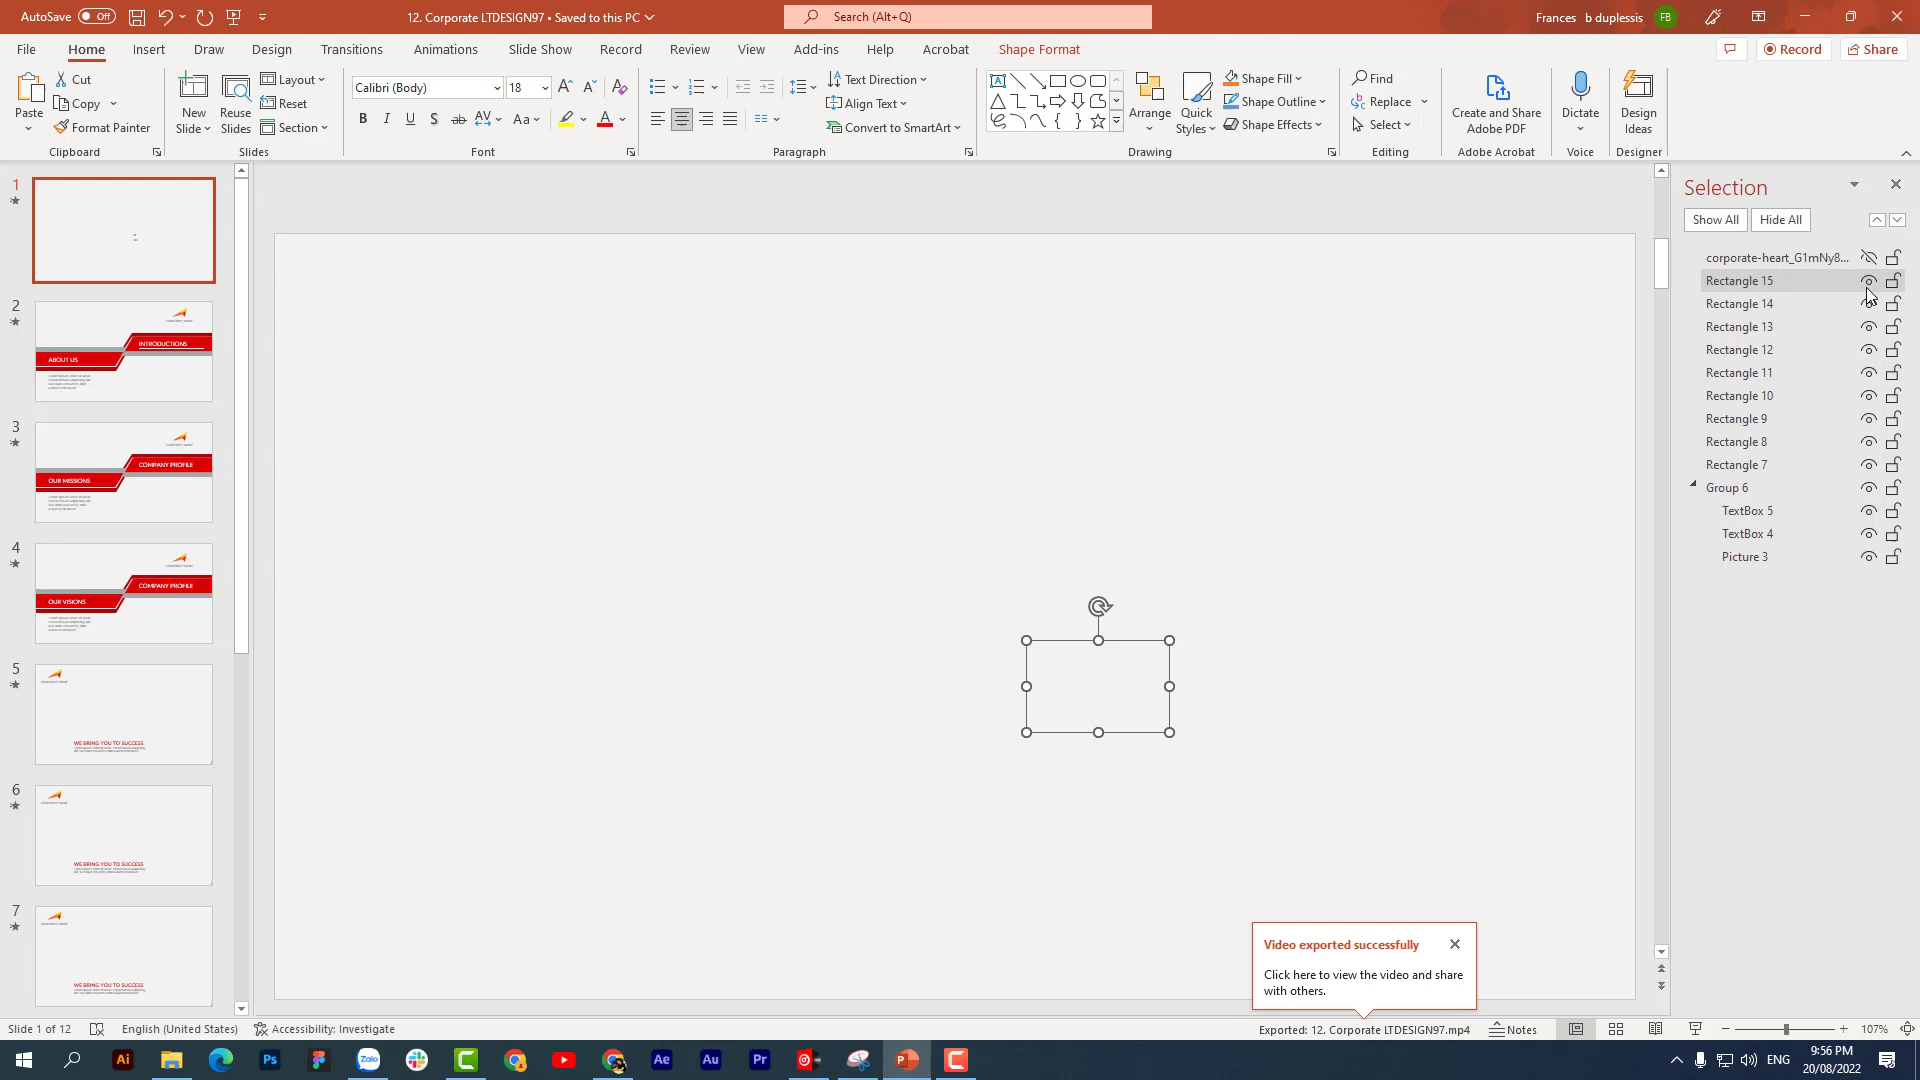 AutoSave Off
12. Corporate LTDESIGN97 • Saved to this PC
Search (Alt+Q)
Frances b duplessis FB
File Home Insert Draw Design Transitions Animations Slide Show Record Review View Add-ins Help Acrobat Shape Format Record Share
Paste
Cut
Copy
Format Painter
Clipboard
New Slide
Reuse Slides
Layout
Reset
Section
Slides
Calibri (Body) 18
Font
Text Direction
Align Text
Convert to SmartArt
Paragraph
Arrange
Quick Styles
Shape Fill
Shape Outline
Shape Effects
Drawing
Find
Replace
Select
Editing
Create and Share Adobe PDF
Adobe Acrobat
Dictate
Voice
Design Ideas
Designer
1
2
INTRODUCTIONS
ABOUT US
3
COMPANY PROFILE
OUR MISSIONS
4
COMPANY PROFILE
OUR VISIONS
5
WE BRING YOU TO SUCCESS
6
WE BRING YOU TO SUCCESS
7
WE BRING YOU TO SUCCESS
Selection
Show All Hide All
corporate-heart_G1mNy8...
Rectangle 15
Rectangle 14
Rectangle 13
Rectangle 12
Rectangle 11
Rectangle 10
Rectangle 9
Rectangle 8
Rectangle 7
Group 6
TextBox 5
TextBox 4
Picture 3
Video exported successfully
Click here to view the video and share
with others.
Slide 1 of 12 English (United States) Accessibility: Investigate Exported: 12. Corporate LTDESIGN97.mp4 Notes 107%
Ai Ps Zalo Ae Au Pr ENG
9:56 PM
20/08/2022